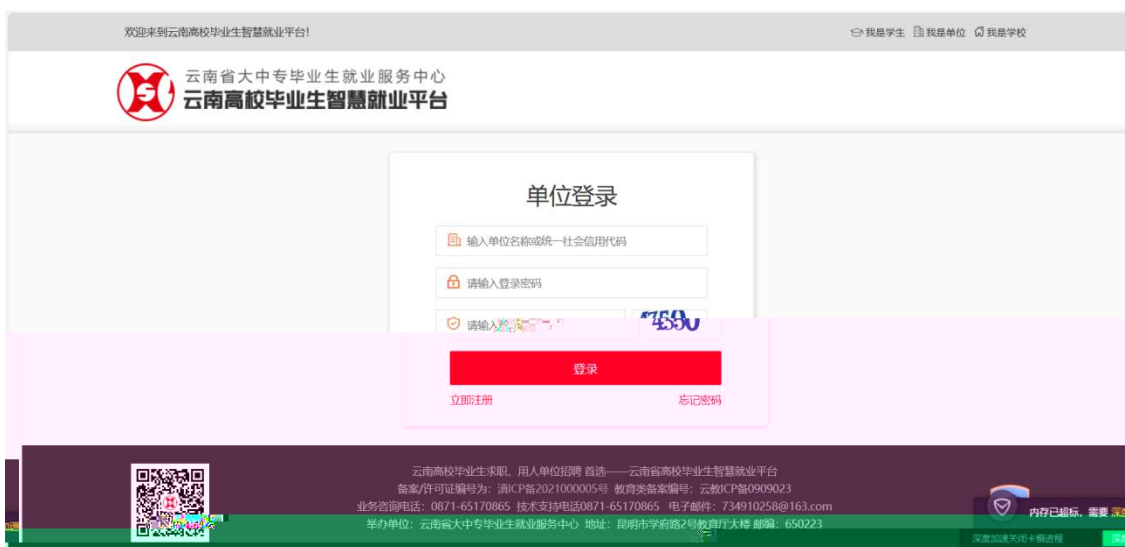 欢迎来到云南高校毕业生智慧就业平台!
我是学生 我是单位 我是学校
云南省大中专毕业生就业服务中心
云南高校毕业生智慧就业平台
单位登录
输入单位名称或统一社会信用代码
请输入登录密码
请输入
登录
立即注册 忘记密码
云南高校毕业生求职、用人单位招聘 首选——云南省高校毕业生智慧就业平台
备案/许可证编号为: 滇ICP备2021000005号 教育类备案编号: 云教ICP备0909023
业务咨询电话: 0871-65170865 技术支持电话0871-65170865 电子邮件: 734910258@163.com
举办单位: 云南省大中专毕业生就业服务中心 地址: 昆明市学府路2号教育厅大楼 邮编: 650223
内存已超标, 需要
深度加速关闭卡慢进程